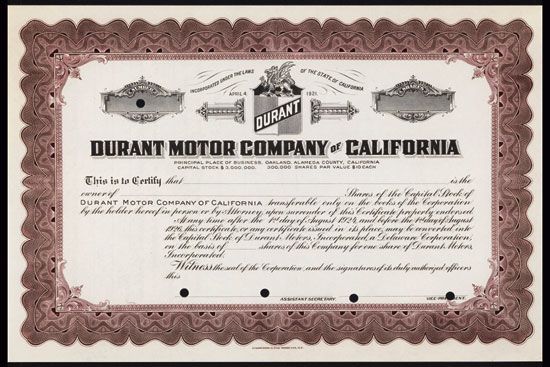 INCORPORATED UNDER THE LAWS OF THE STATE OF CALIFORNIA
APRIL 4, 1921.
NUMBER
SHARES
DURANT
DURANT MOTOR COMPANY OF CALIFORNIA
PRINCIPAL PLACE OF BUSINESS, OAKLAND, ALAMEDA COUNTY, CALIFORNIA
CAPITAL STOCK $3,000,000. 300,000 SHARES PAR VALUE $10 EACH
This is to Certify that is the
owner of Shares of the Capital Stock of
DURANT MOTOR COMPANY OF CALIFORNIA transferable only on the books of the Corporation
by the holder hereof in person or by Attorney, upon surrender of this Certificate properly endorsed.
At any time after the 1st day of August 1924, and before the 1st day of August
1926, this certificate, or any certificate issued in its place, may be converted into
the Capital Stock of Durant Motors, Incorporated, a Delaware Corporation,
on the basis of shares of this Company for one share of Durant Motors,
Incorporated.
Witness the seal of the Corporation, and the signatures of its duly authorized officers
this
ASSISTANT SECRETARY. VICE-PRESIDENT.